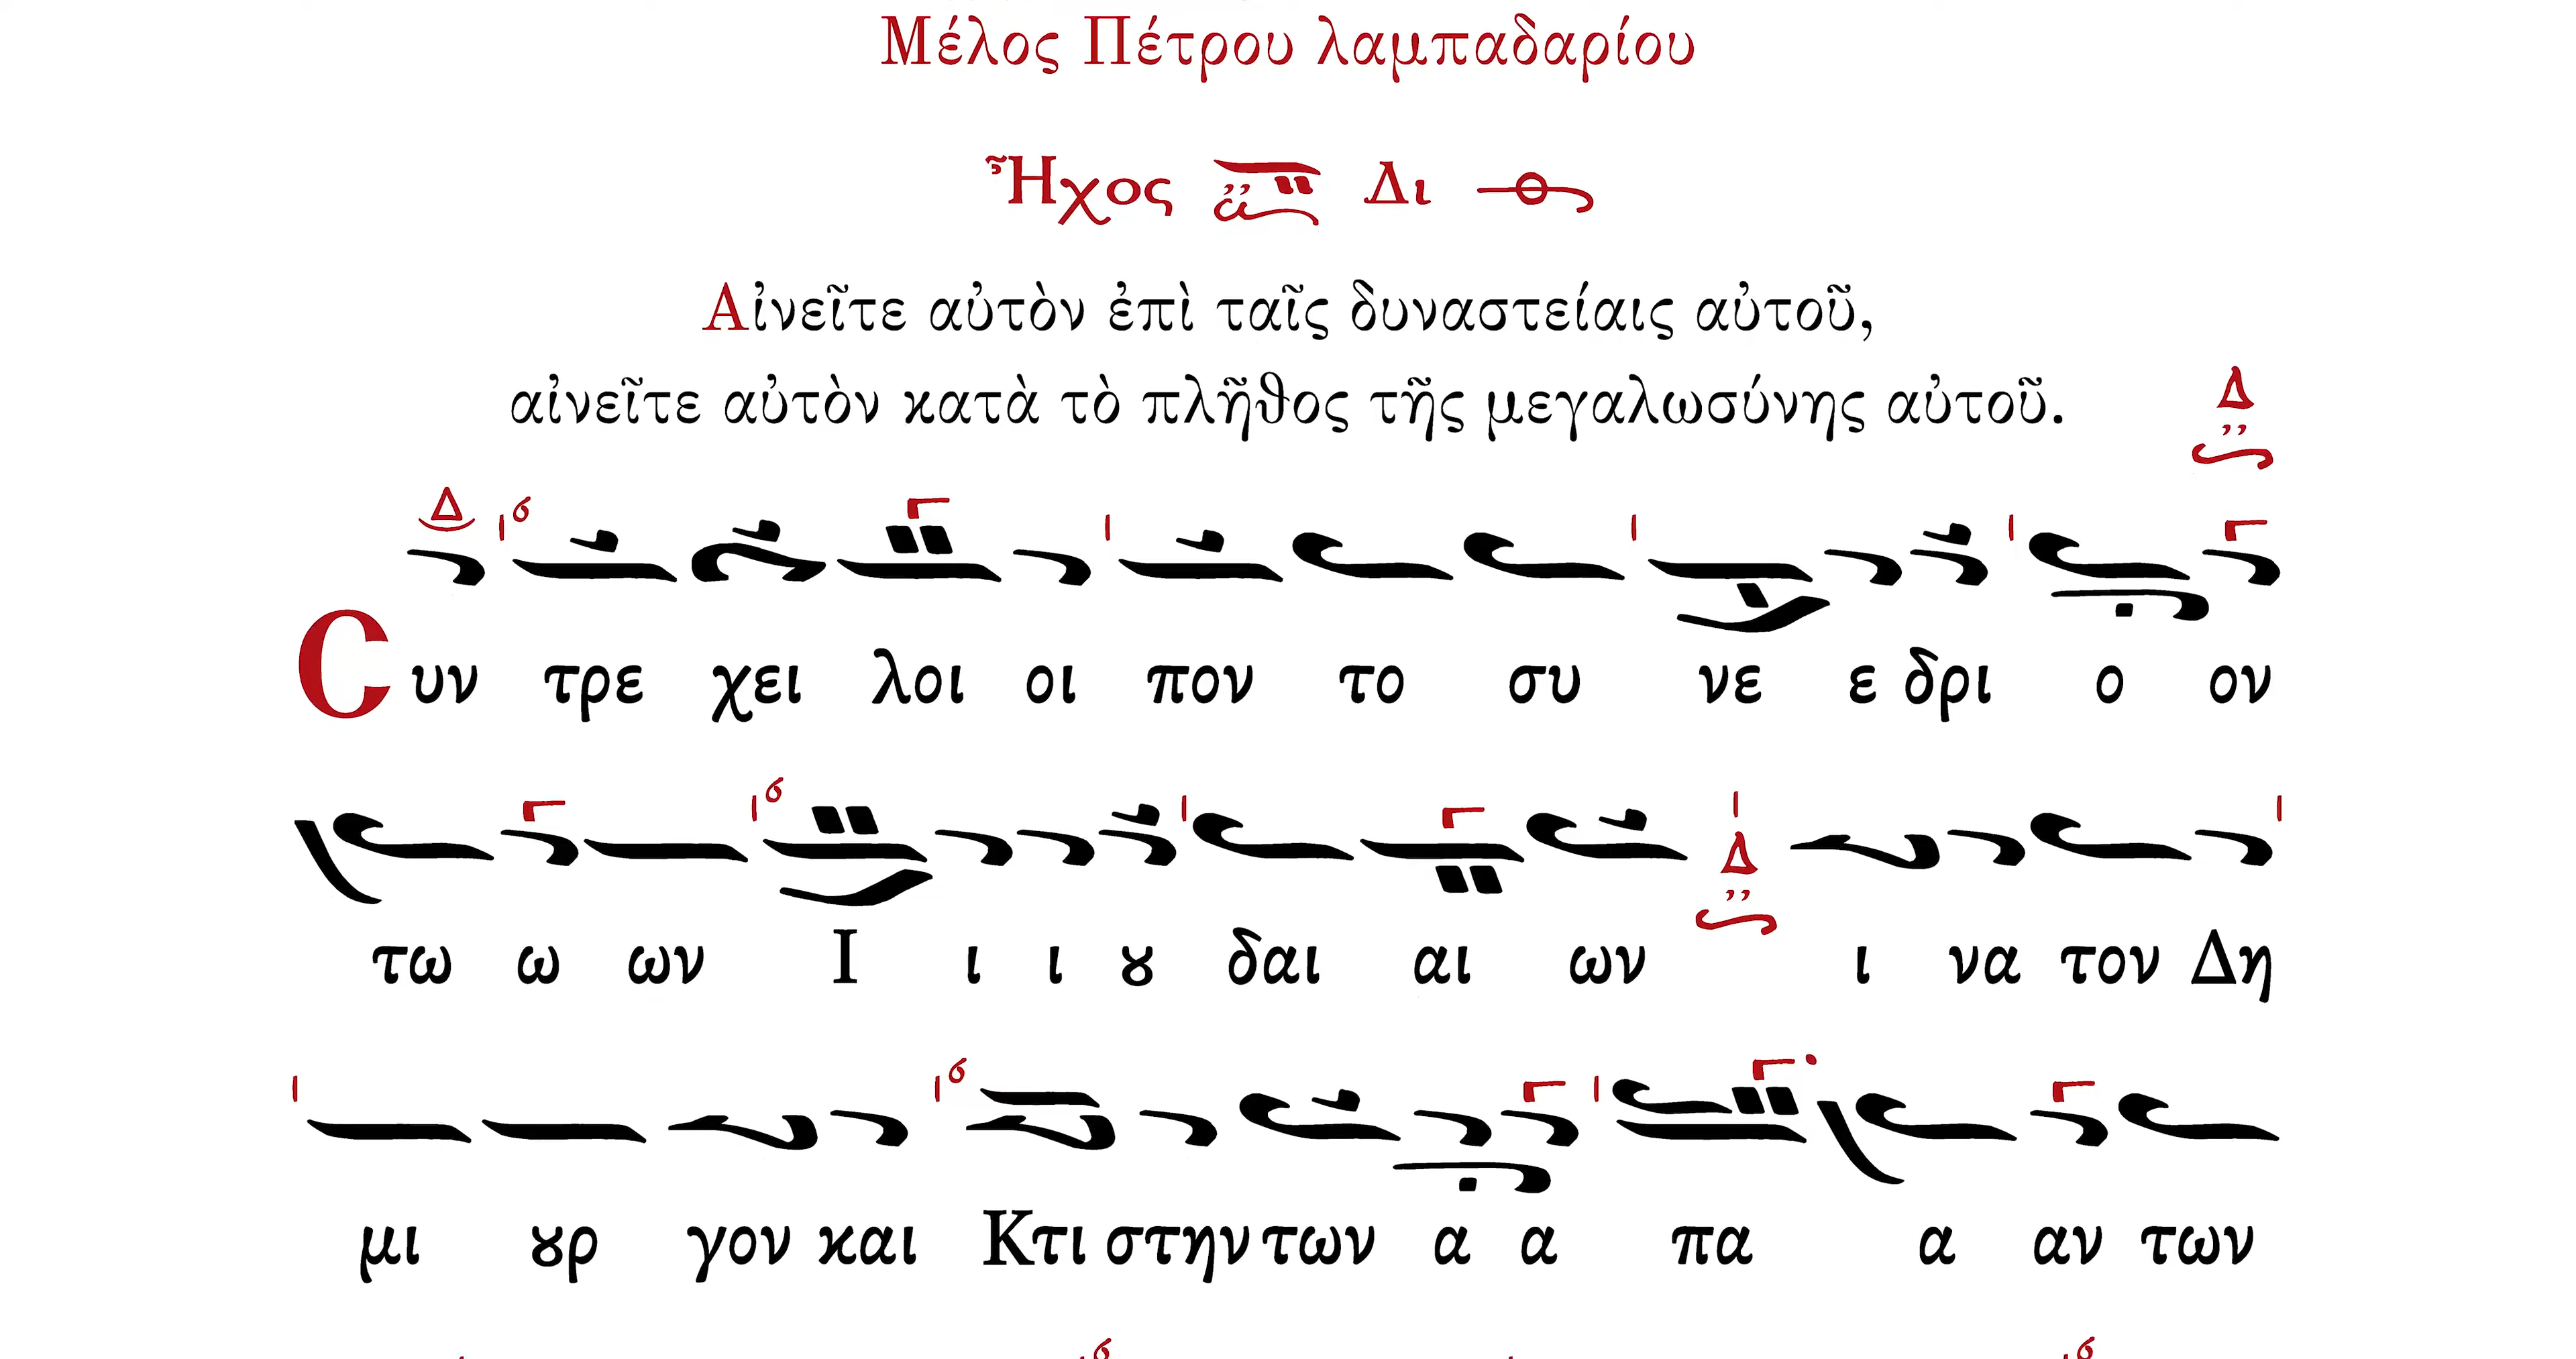 Μέλος Πέτρου λαμπαδαρίου
Ἦχος Δι
Αἰνεῖτε αὐτὸν ἐπὶ ταῖς δυναστείαις αὐτοῦ,
αἰνεῖτε αὐτὸν κατὰ τὸ πλῆθος τῆς μεγαλωσύνης αὐτοῦ.
Συν τρε χει λοι οι πον το συ νε ε δρι ο ον
τω ω ων Ι ι ι ȣ δαι αι ων ι να τον Δη
μι ȣρ γον και Κτι στην των α α πα α αν των